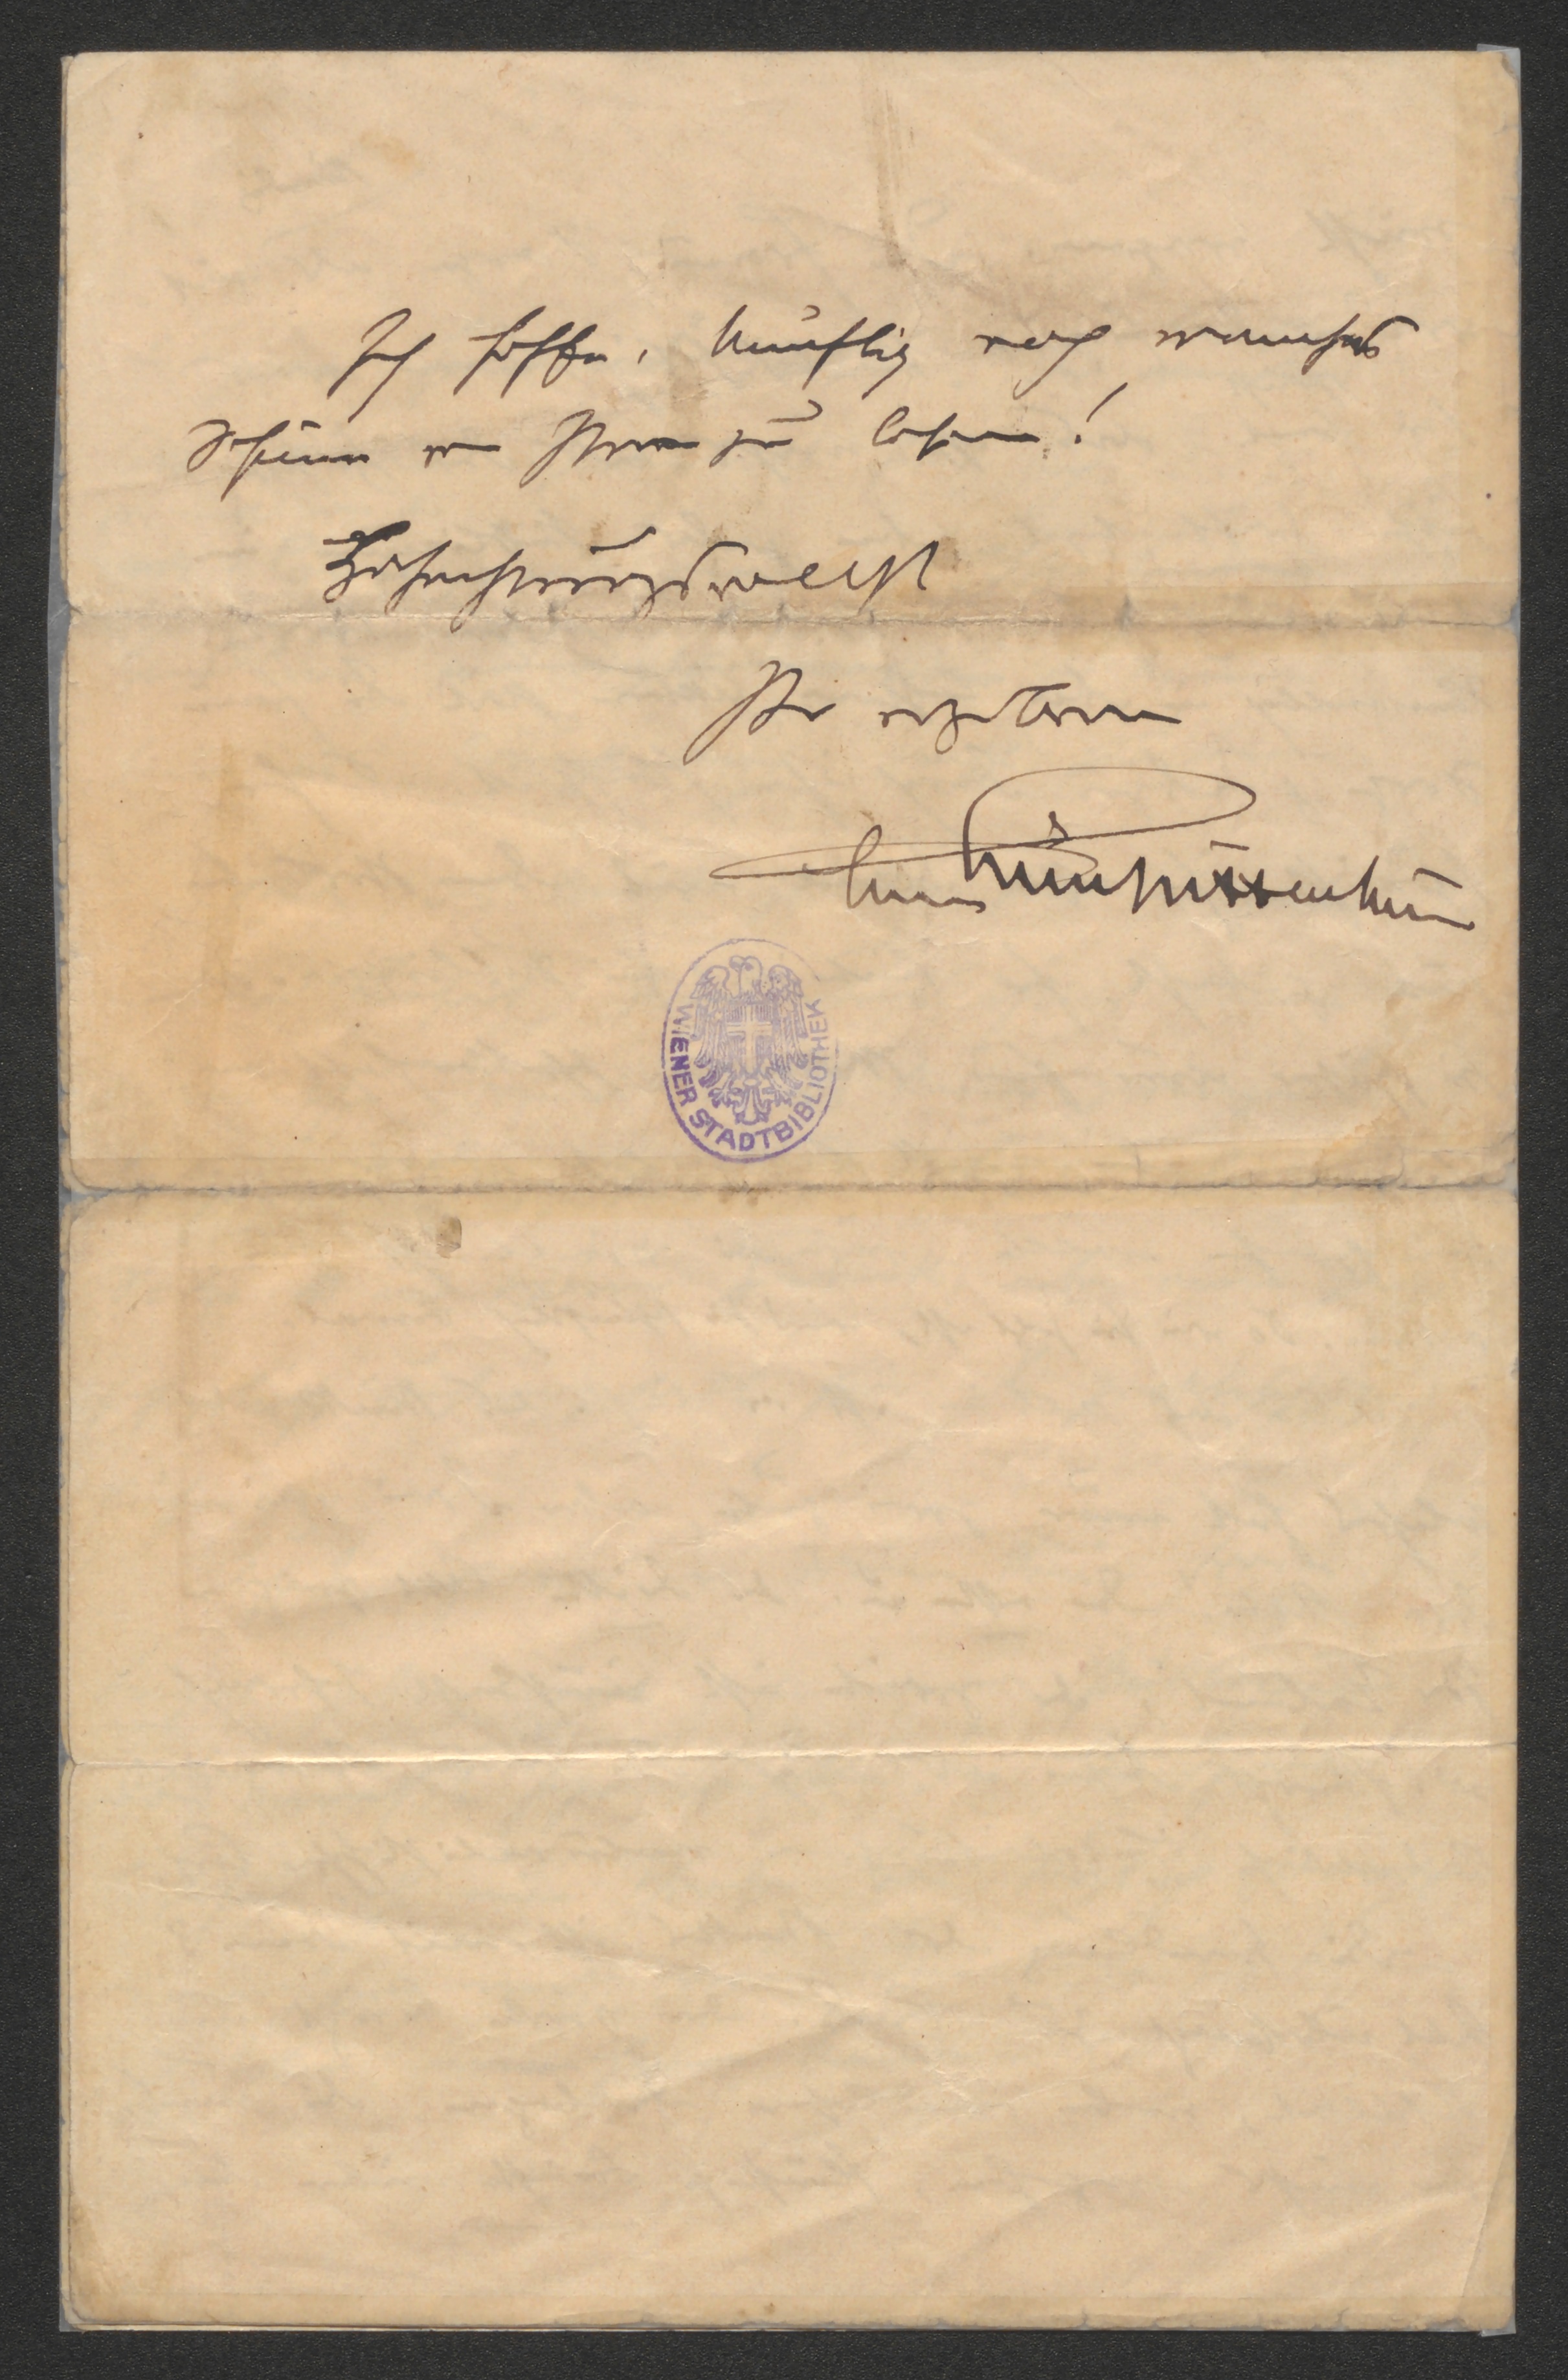 Ich hoffe, künftig noch manches
Schöne von Ihnen zu lesen!
Hochachtungsvollst
Ihr ergebener
WIENER STADTBIBLIOTHEK